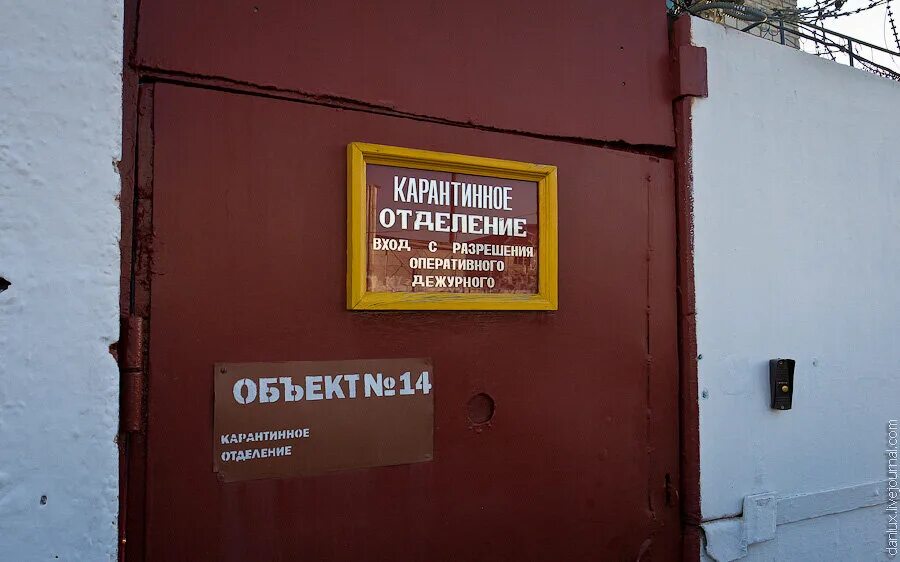 КАРАНТИННОЕ
ОТДЕЛЕНИЕ
ВХОД С РАЗРЕШЕНИЯ
ОПЕРАТИВНОГО
ДЕЖУРНОГО
ОБЪЕКТ №14
КАРАНТИННОЕ
ОТДЕЛЕНИЕ
danlux.livejournal.com